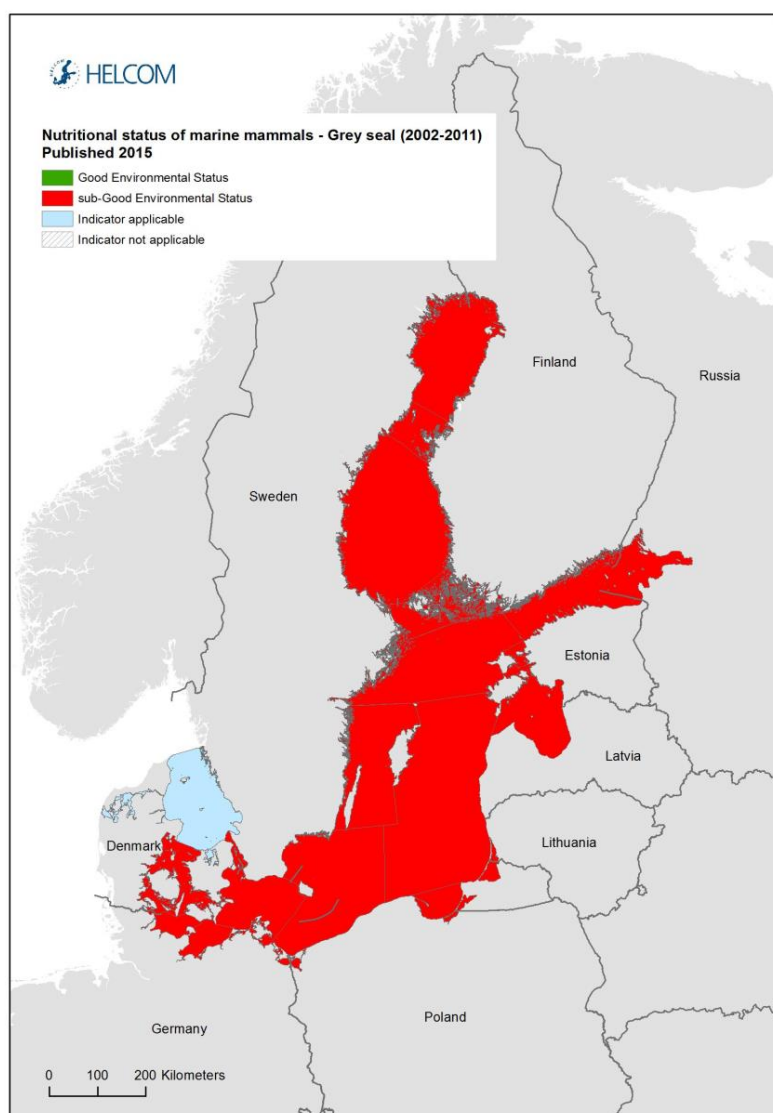 HELCOM
Nutritional status of marine mammals - Grey seal (2002-2011)
Published 2015
Good Environmental Status
sub-Good Environmental Status
Indicator applicable
Indicator not applicable
Finland
Russia
Sweden
Estonia
Latvia
Denmark
Lithuania
Poland
Germany
0 100 200 Kilometers